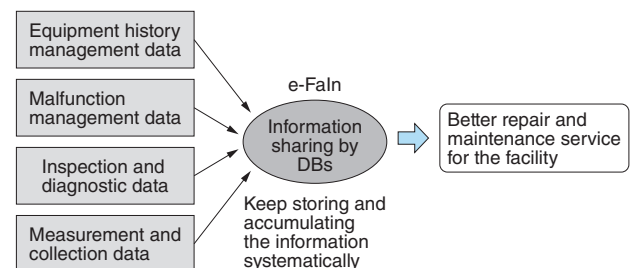 Equipment history
management data
Malfunction
management data
Inspection and
diagnostic data
Measurement and
collection data
e-FaIn
Information
sharing by
DBs
Keep storing and
accumulating
the information
systematically
Better repair and
maintenance service
for the facility